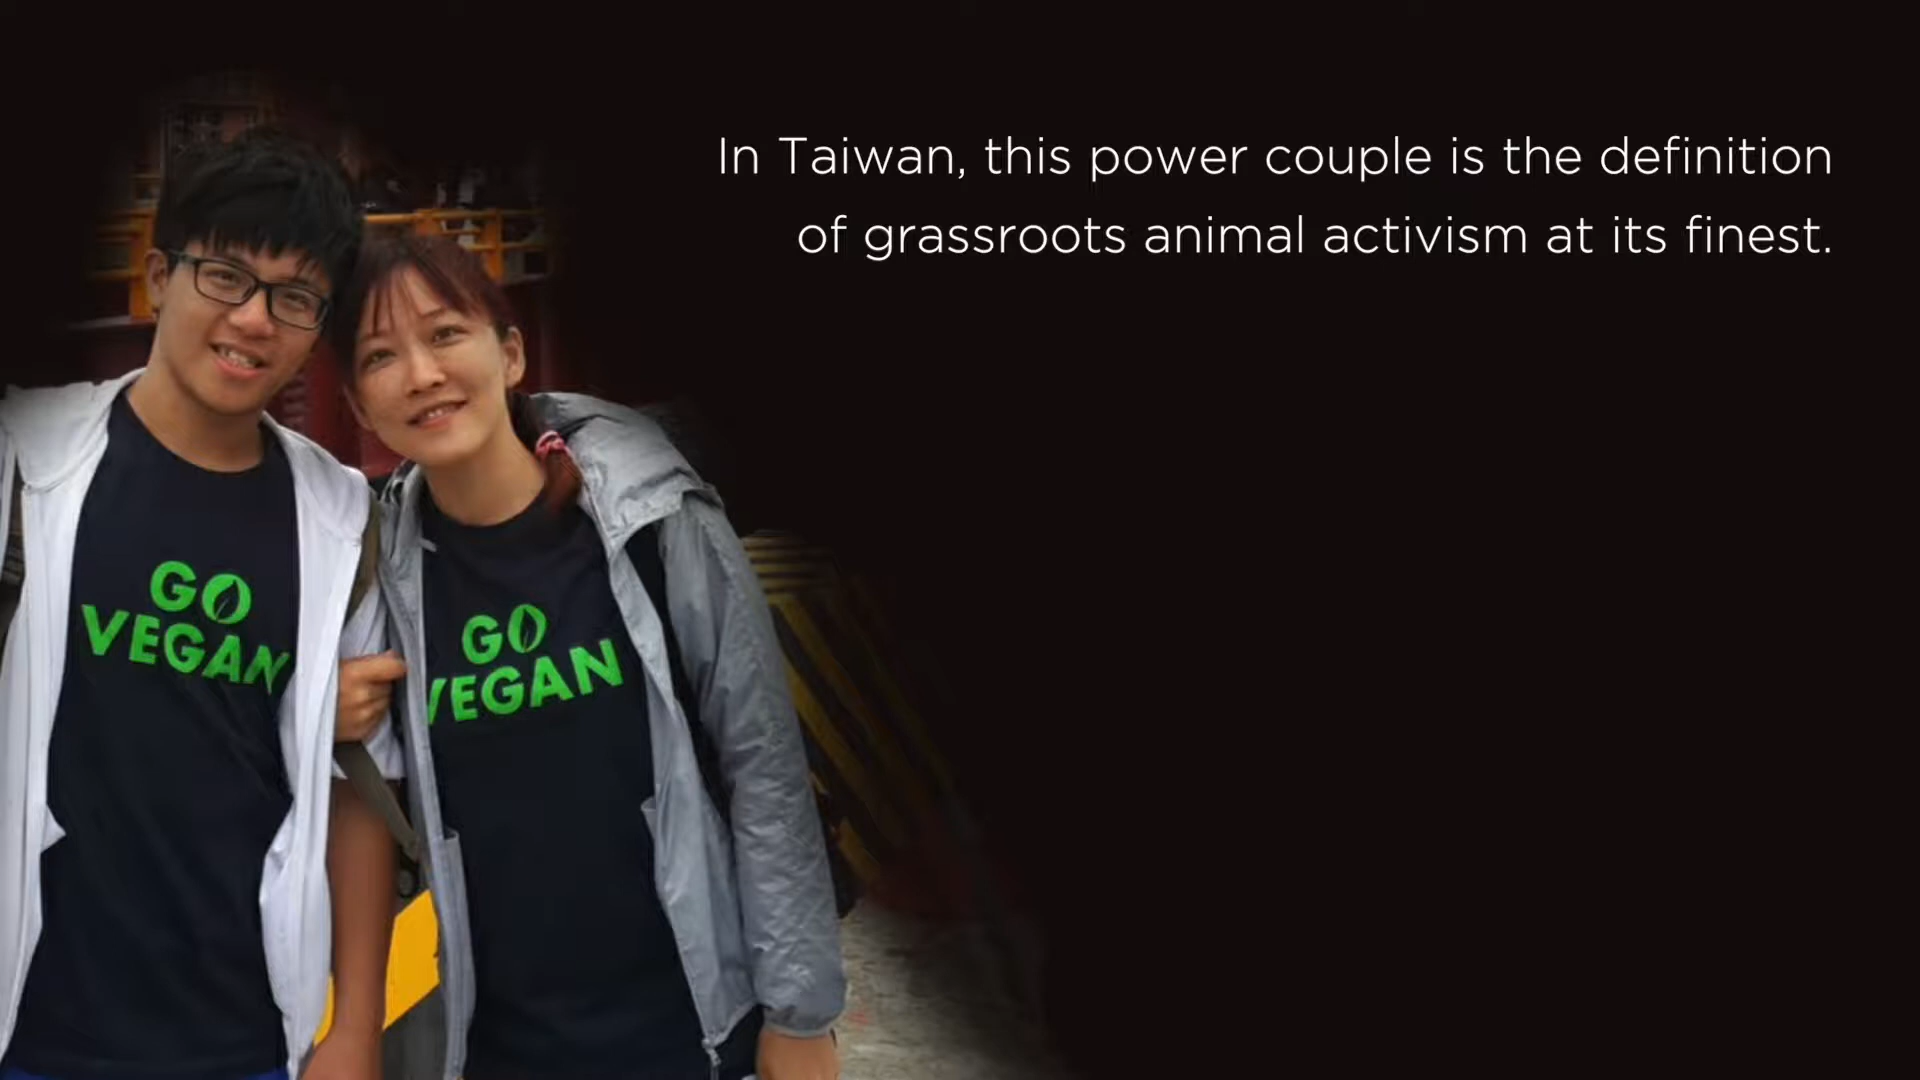 In Taiwan, this power couple is the definition
of grassroots animal activism at its finest.
GO
VEGAN
GO
VEGAN